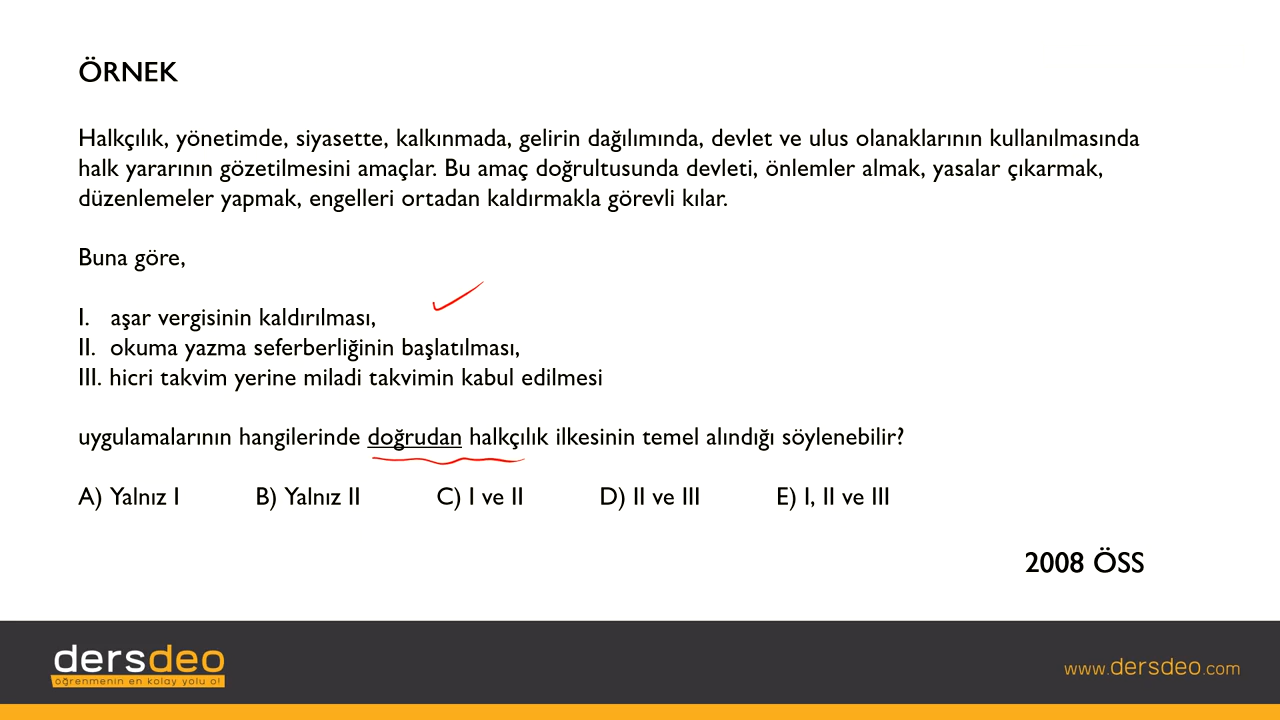 ÖRNEK
Halkçılık, yönetimde, siyasette, kalkınmada, gelirin dağılımında, devlet ve ulus olanaklarının kullanılmasında
halk yararının gözetilmesini amaçlar. Bu amaç doğrultusunda devleti, önlemler almak, yasalar çıkarmak,
düzenlemeler yapmak, engelleri ortadan kaldırmakla görevli kılar.
Buna göre,
I. aşar vergisinin kaldırılması,
II. okuma yazma seferberliğinin başlatılması,
III. hicri takvim yerine miladi takvimin kabul edilmesi
uygulamalarının hangilerinde doğrudan halkçılık ilkesinin temel alındığı söylenebilir?
A) Yalnız I B) Yalnız II C) I ve II D) II ve III E) I, II ve III
2008 ÖSS
dersdeo
öğrenmenin en kolay yolu o!
www.dersdeo.com